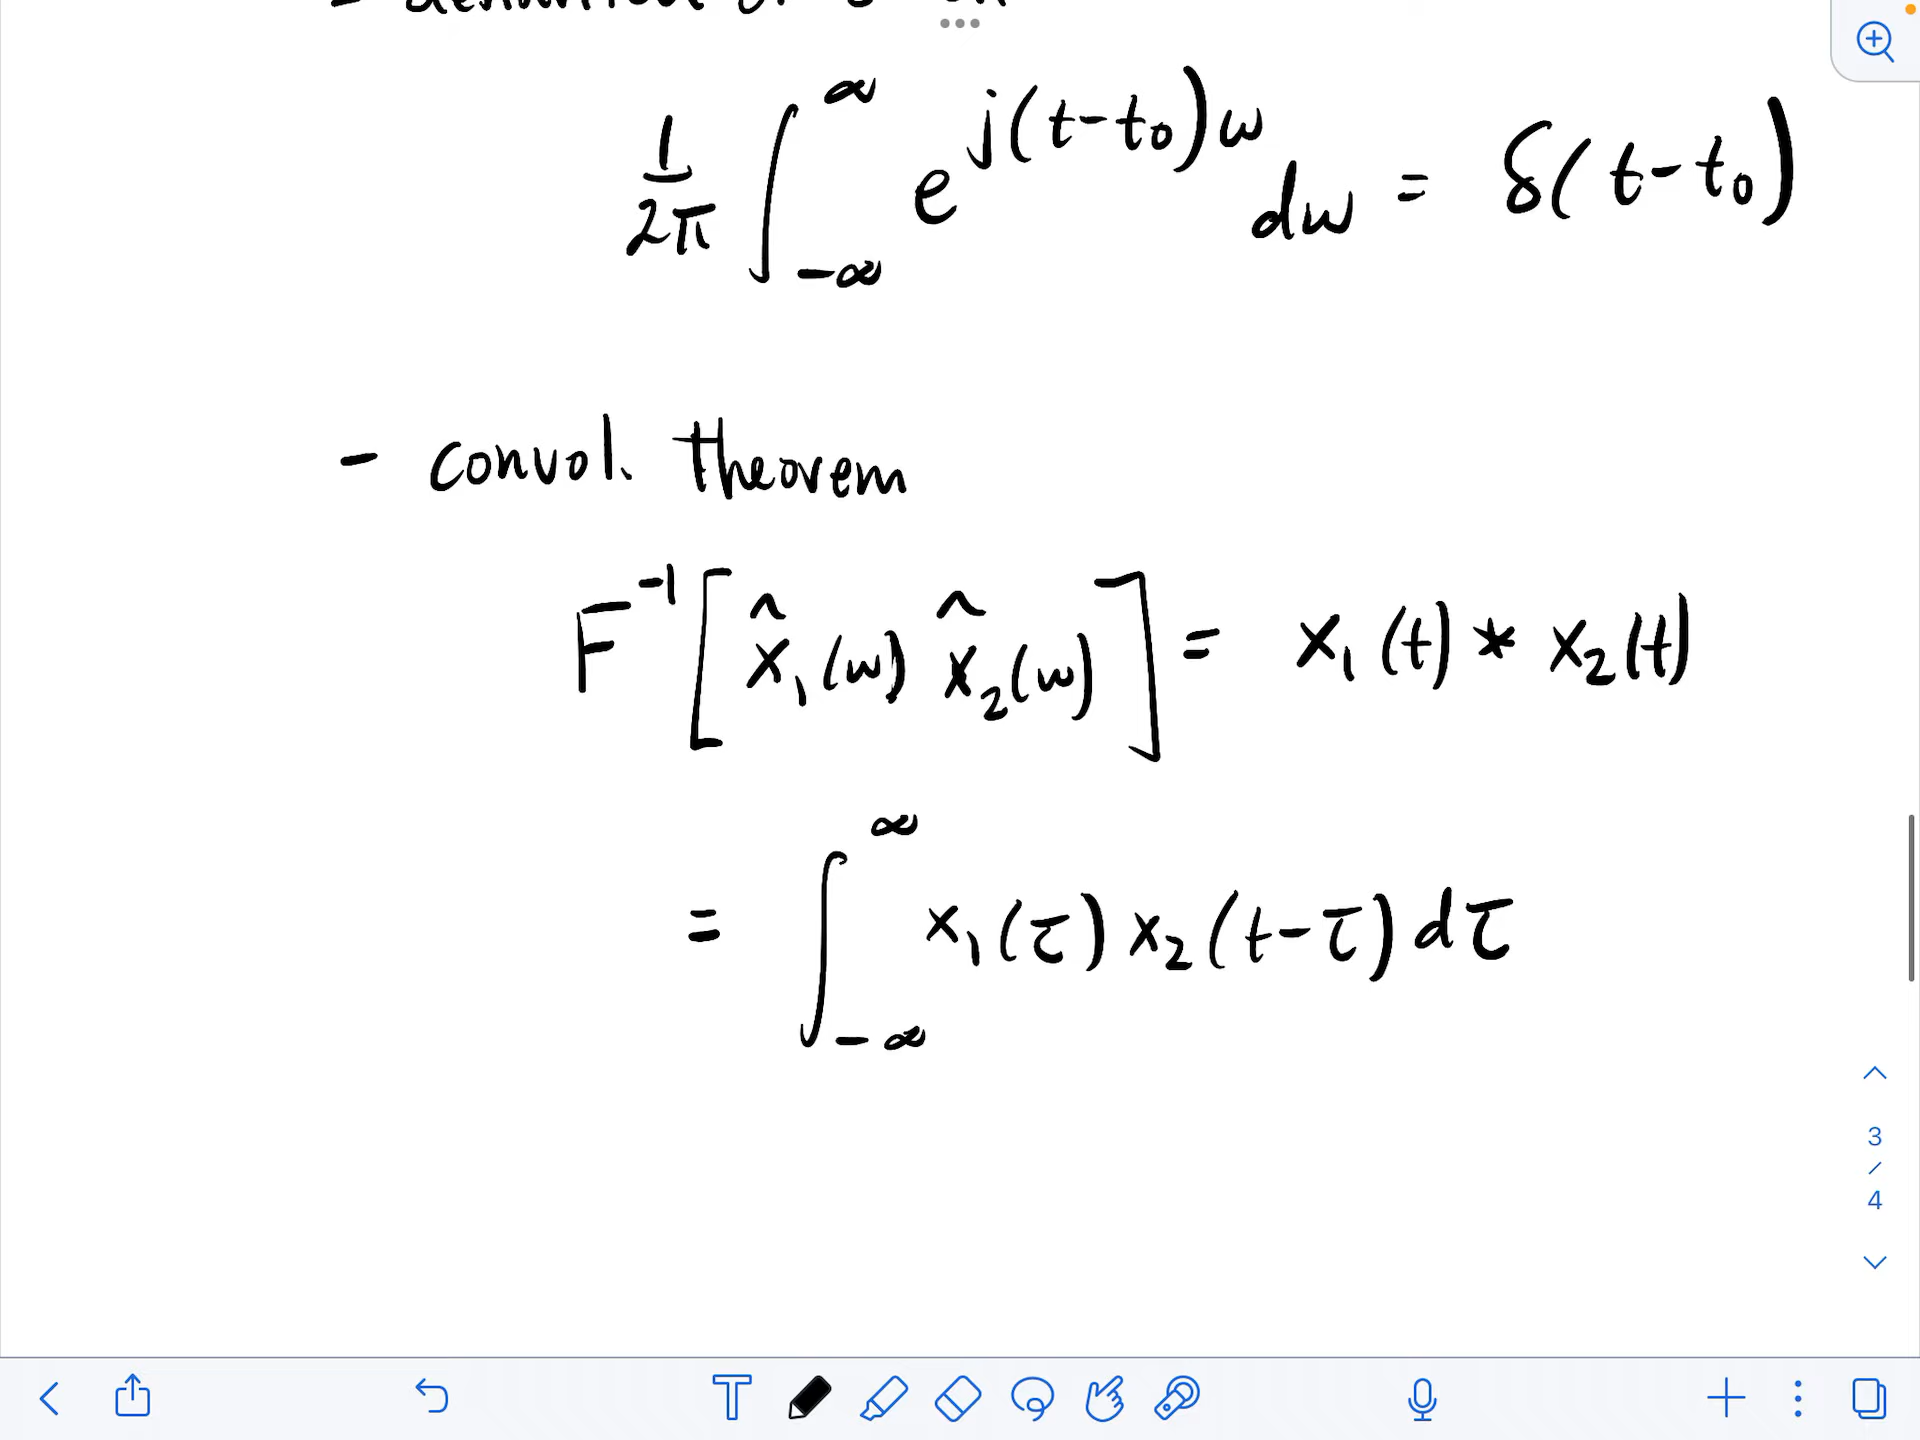 1/2π ∫_{-∞}^{∞} e^{j(t-t₀)ω} dω = δ(t-t₀)
- convol. theorem
F⁻¹[x̂₁(ω) x̂₂(ω)] = x₁(t) * x₂(t)
= ∫_{-∞}^{∞} x₁(τ) x₂(t-τ) dτ
3
/
4
T